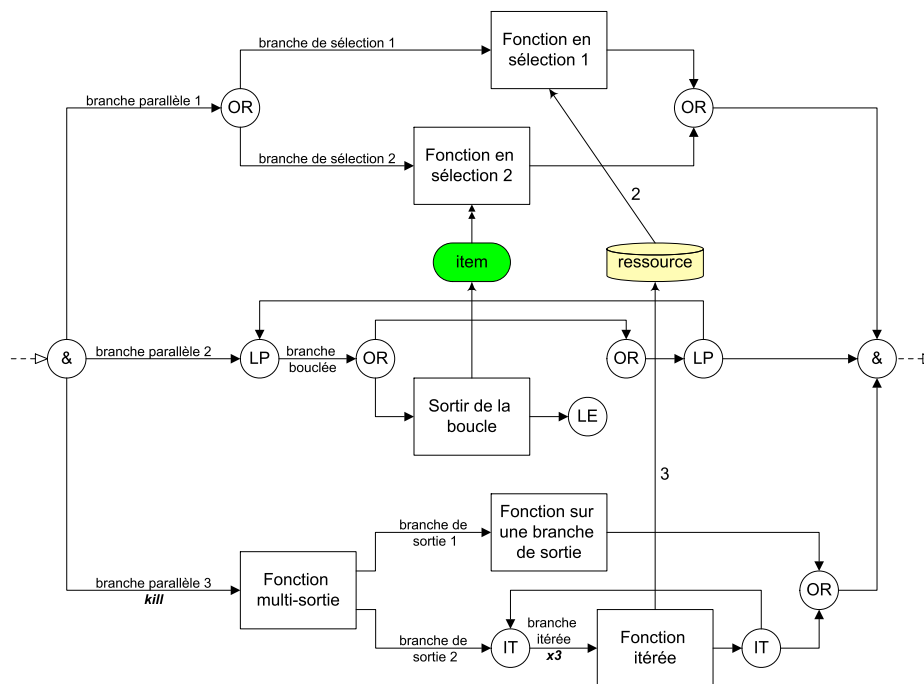 branche de sélection 1
Fonction en
sélection 1
branche parallèle 1
OR
OR
branche de sélection 2
Fonction en
sélection 2
2
item
ressource
&
branche parallèle 2
LP
branche
bouclée
OR
OR
LP
&
Sortir de la
boucle
LE
3
branche de
sortie 1
Fonction sur
une branche
de sortie
branche parallèle 3
kill
Fonction
multi-sortie
OR
branche de
sortie 2
IT
branche
itérée
x3
Fonction
itérée
IT